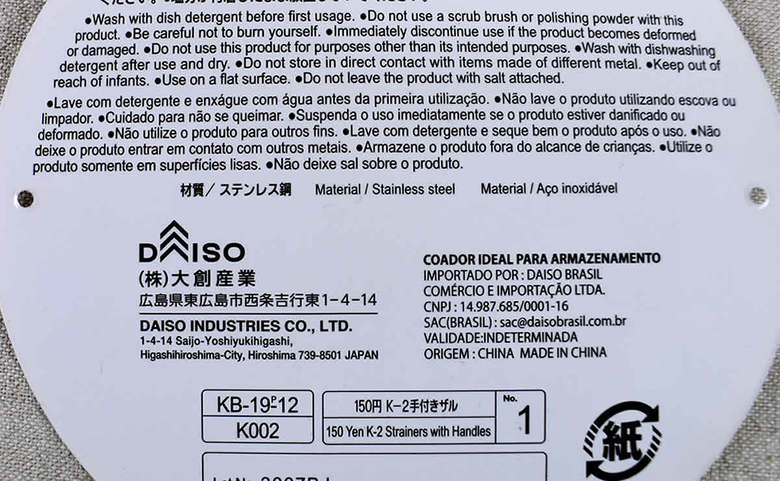 •Wash with dish detergent before first usage. •Do not use a scrub brush or polishing powder with this
product. •Be careful not to burn yourself. •Immediately discontinue use if the product becomes deformed
or damaged. •Do not use this product for purposes other than its intended purposes. •Wash with dishwashing
detergent after use and dry. •Do not store in direct contact with items made of different metal. •Keep out of
reach of infants. •Use on a flat surface. •Do not leave the product with salt attached.
•Lave com detergente e enxágue com água antes da primeira utilização. •Não lave o produto utilizando escova ou
limpador. •Cuidado para não se queimar. •Suspenda o uso imediatamente se o produto estiver danificado ou
deformado. •Não utilize o produto para outros fins. •Lave com detergente e seque bem o produto após o uso. •Não
deixe o produto entrar em contato com outros metais. •Armazene o produto fora do alcance de crianças. •Utilize o
produto somente em superfícies lisas. •Não deixe sal sobre o produto.
材質/ステンレス鋼 Material / Stainless steel Material / Aço inoxidável
DAISO
(株)大創産業
広島県東広島市西条吉行東1-4-14
DAISO INDUSTRIES CO., LTD.
1-4-14 Saijo-Yoshiyukihigashi,
Higashihiroshima-City, Hiroshima 739-8501 JAPAN
COADOR IDEAL PARA ARMAZENAMENTO
IMPORTADO POR : DAISO BRASIL
COMÉRCIO E IMPORTAÇÃO LTDA.
CNPJ : 14.987.685/0001-16
SAC(BRASIL) : sac@daisobrasil.com.br
VALIDADE:INDETERMINADA
ORIGEM : CHINA MADE IN CHINA
KB-19-P-12
K002
150円 K-2手付きザル
150 Yen K-2 Strainers with Handles
No.
1
紙